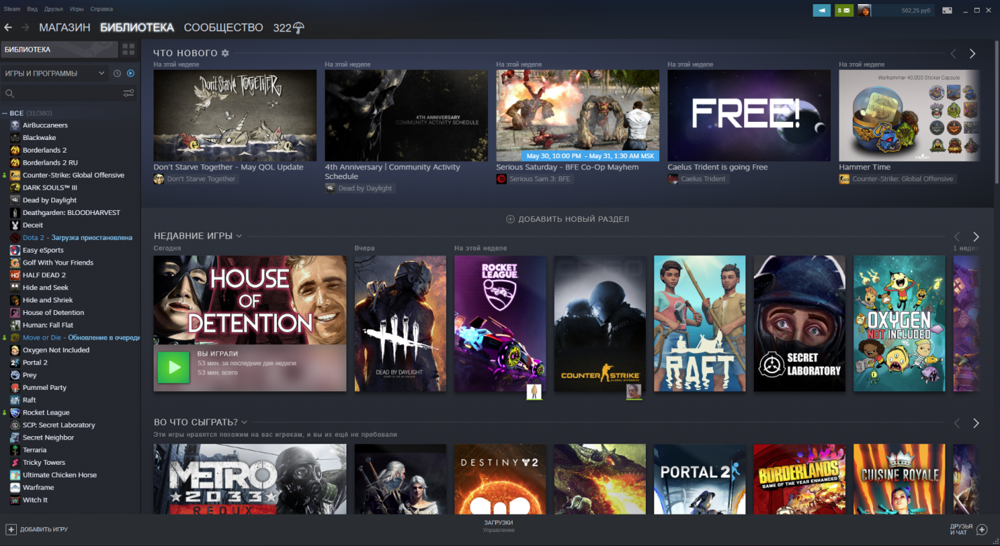 Steam Вид Друзья Игры Справка
8
502,25 руб
МАГАЗИН БИБЛИОТЕКА СООБЩЕСТВО 322
БИБЛИОТЕКА
ИГРЫ И ПРОГРАММЫ
— ВСЕ (31/380)
AirBuccaneers
Blackwake
Borderlands 2
Borderlands 2 RU
Counter-Strike: Global Offensive
DARK SOULS™ III
Dead by Daylight
Deathgarden: BLOODHARVEST
Deceit
Dota 2 - Загрузка приостановлена
Easy eSports
Golf With Your Friends
HALF DEAD 2
Hide and Seek
Hide and Shriek
House of Detention
Human: Fall Flat
Move or Die - Обновление в очереди
Oxygen Not Included
Portal 2
Prey
Pummel Party
Raft
Rocket League
SCP: Secret Laboratory
Secret Neighbor
Terraria
Tricky Towers
Ultimate Chicken Horse
Warframe
Witch It
ЧТО НОВОГО
На этой неделе
Don't Starve TOGETHER
Don't Starve Together - May QOL Update
Don't Starve Together
На этой неделе
4TH ANNIVERSARY
COMMUNITY ACTIVITY SCHEDULE
4th Anniversary | Community Activity
Schedule
Dead by Daylight
На этой неделе
May 30, 10:00 PM - May 31, 1:30 AM MSK
Serious Saturday - BFE Co-Op Mayhem
Serious Sam 3: BFE
На этой неделе
FREE!
Caelus Trident is going Free
Caelus Trident
На этой неделе
Warhammer 40,000 Sticker Capsule
CS:GO
Hammer Time
Counter-Strike: Global Offensive
ДОБАВИТЬ НОВЫЙ РАЗДЕЛ
НЕДАВНИЕ ИГРЫ
Сегодня
HOUSE
OF
DETENTION
ВЫ ИГРАЛИ
53 мин. за последние две недели
53 мин. всего
Вчера
DEAD BY DAYLIGHT
На этой неделе
ROCKET
LEAGUE
POLIZEI
COUNTER STRIKE
GLOBAL OFFENSIVE
RAFT
SECRET
LABORATORY
OXYGEN
NOT INCLUDED
1 недел
ВО ЧТО СЫГРАТЬ?
Эти игры нравятся похожим на вас игрокам, и вы их ещё не пробовали
METRO
2033
REDUX
DESTINY 2
PORTAL 2
BORDERLANDS
GAME OF THE YEAR ENHANCED
CUISINE ROYALE
ДОБАВИТЬ ИГРУ
ЗАГРУЗКИ
Управление
ДРУЗЬЯ
И ЧАТ